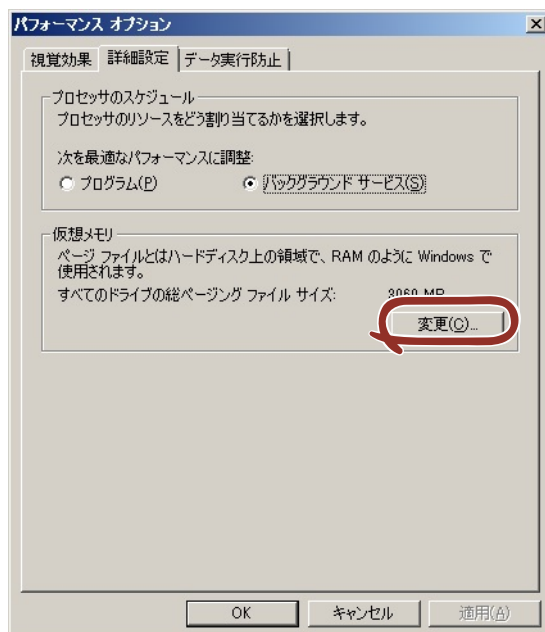 パフォーマンス オプション
視覚効果 詳細設定 データ実行防止
プロセッサのスケジュール
プロセッサのリソースをどう割り当てるかを選択します。
次を最適なパフォーマンスに調整:
プログラム(P) バックグラウンド サービス(S)
仮想メモリ
ページ ファイルとはハードディスク上の領域で、RAM のように Windows で
使用されます。
すべてのドライブの総ページング ファイル サイズ: MB
変更(C)...
OK キャンセル 適用(A)